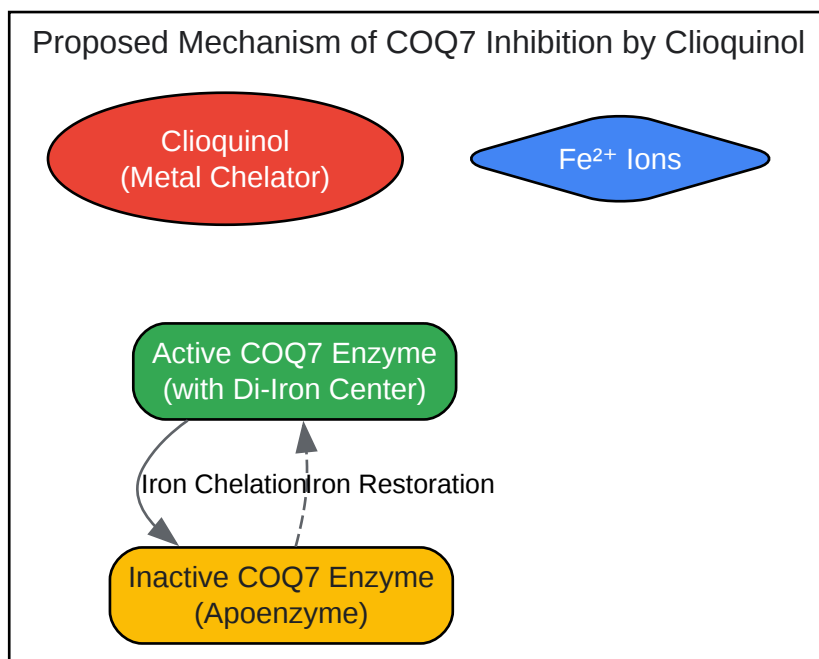 Proposed Mechanism of COQ7 Inhibition by Clioquinol
Clioquinol
(Metal Chelator)
Fe²⁺ Ions
Active COQ7 Enzyme
(with Di-Iron Center)
Iron Chelation
Iron Restoration
Inactive COQ7 Enzyme
(Apoenzyme)